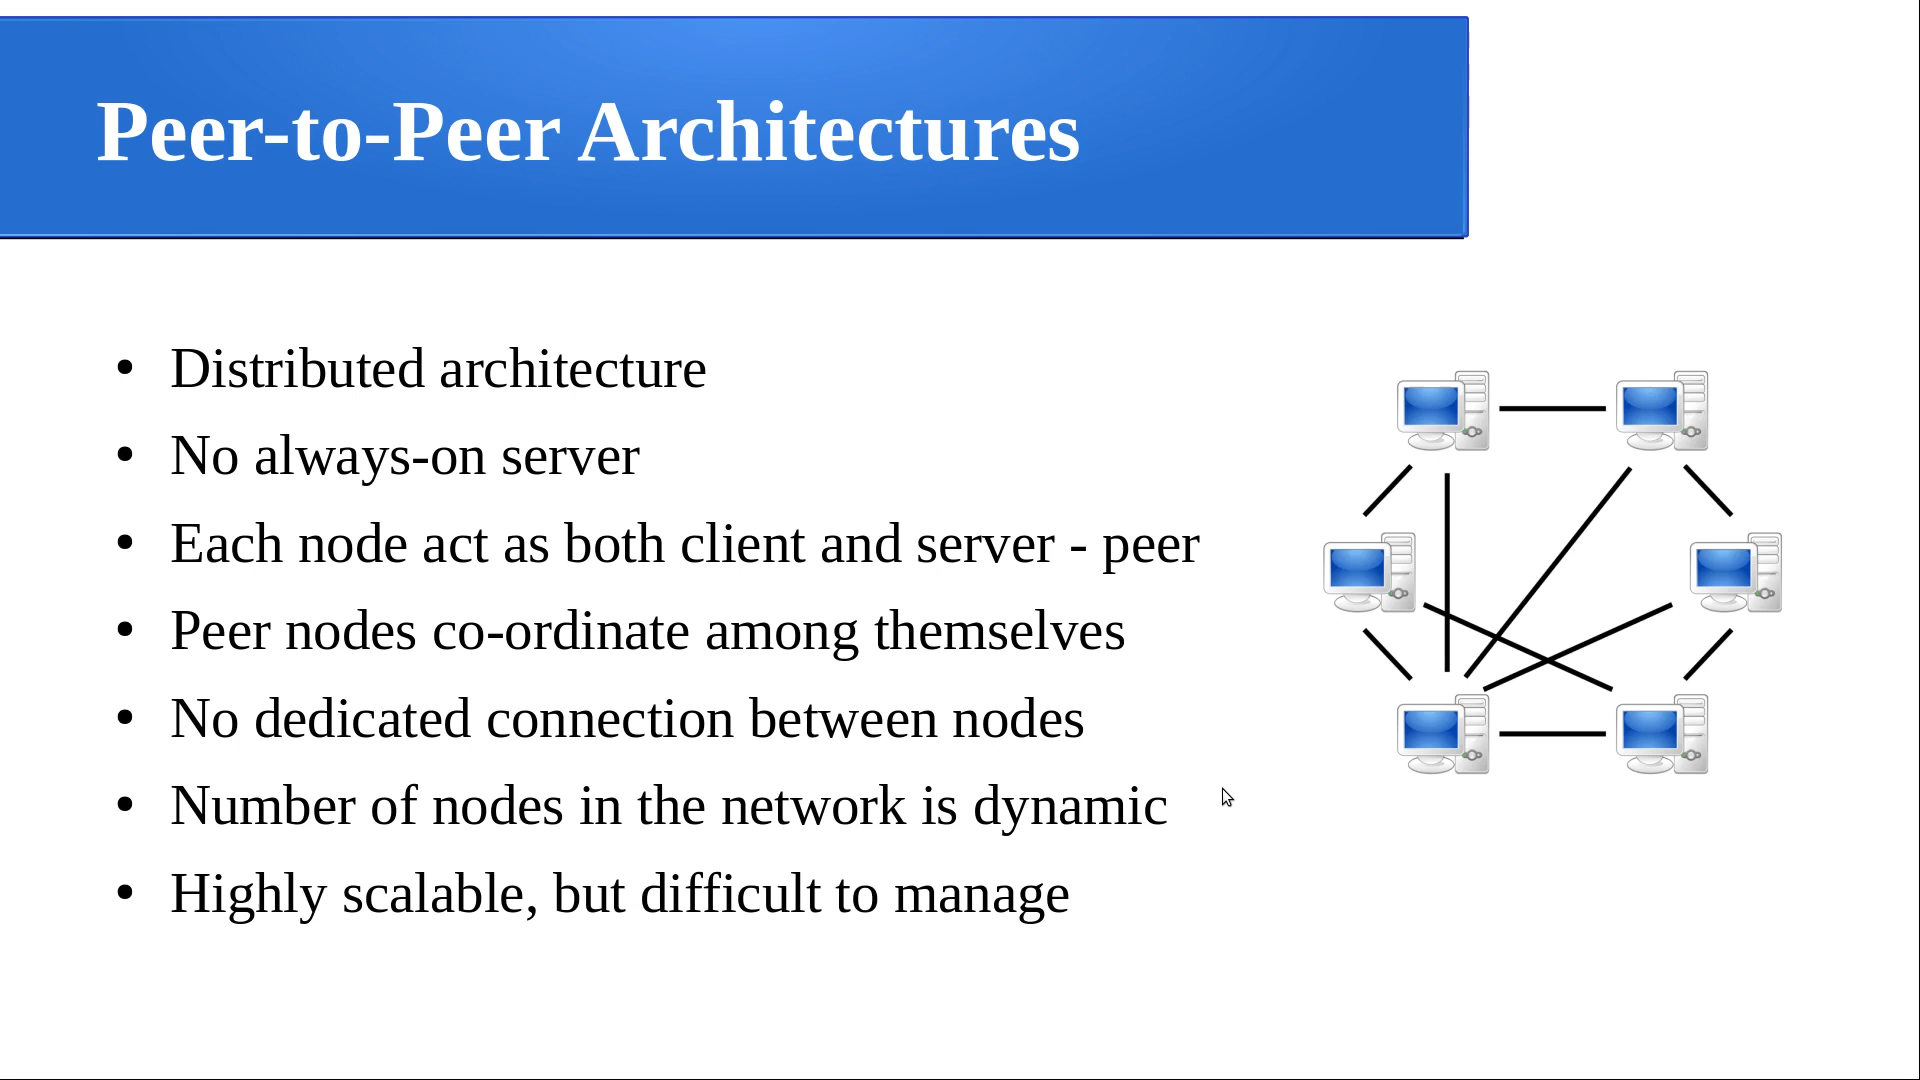 Peer-to-Peer Architectures
• Distributed architecture
• No always-on server
• Each node act as both client and server - peer
• Peer nodes co-ordinate among themselves
• No dedicated connection between nodes
• Number of nodes in the network is dynamic
• Highly scalable, but difficult to manage